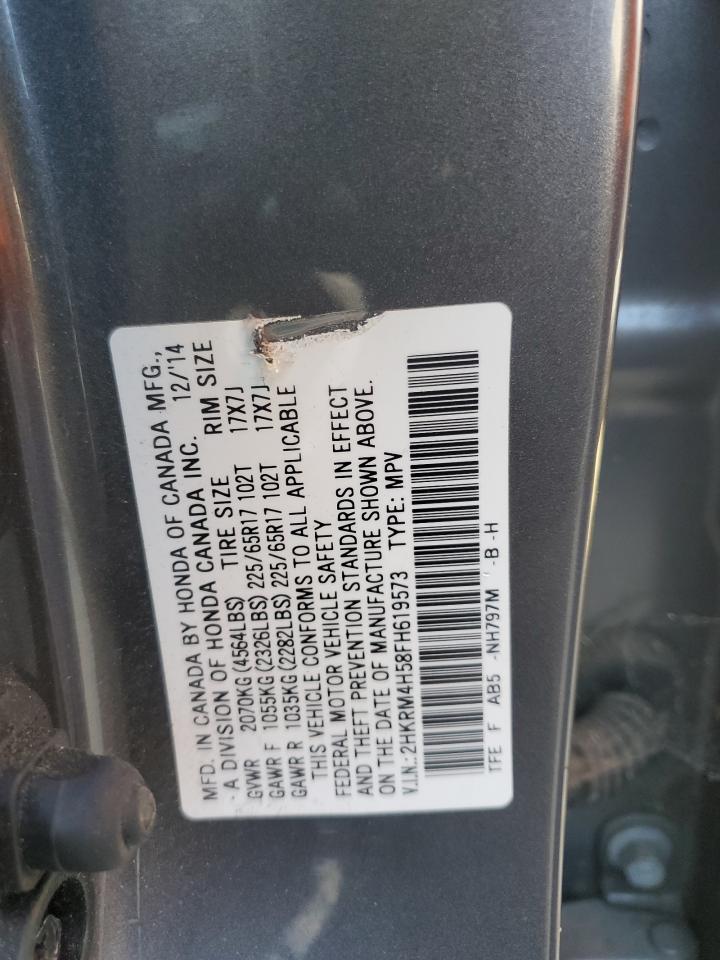 MFD. IN CANADA BY HONDA OF CANADA MFG.,
- A DIVISION OF HONDA CANADA INC. 12/'14
TIRE SIZE RIM SIZE
GVWR 2070KG(4564LBS)
GAWR F 1055KG(2326LBS) 225/65R17 102T 17X7J
GAWR R 1035KG(2282LBS) 225/65R17 102T 17X7J
THIS VEHICLE CONFORMS TO ALL APPLICABLE
FEDERAL MOTOR VEHICLE SAFETY
AND THEFT PREVENTION STANDARDS IN EFFECT
ON THE DATE OF MANUFACTURE SHOWN ABOVE.
V.I.N.: 2HKRM4H58FH619573 TYPE: MPV
TFE F AB5 -NH797M -B -H